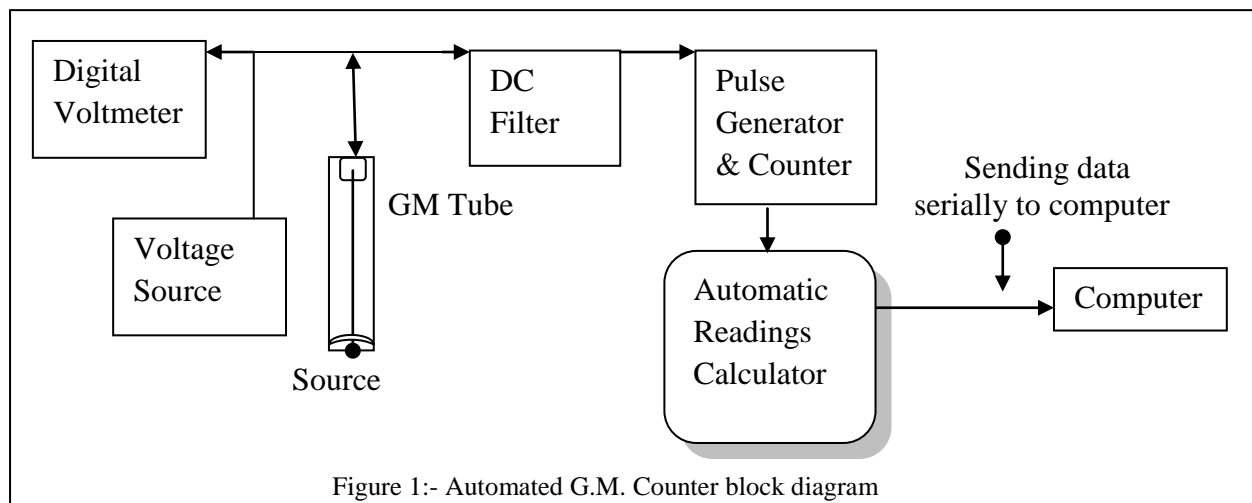 Digital
Voltmeter
DC
Filter
Pulse
Generator
& Counter
Sending data
serially to computer
GM Tube
Voltage
Source
Automatic
Readings
Calculator
Computer
Source
Figure 1:- Automated G.M. Counter block diagram